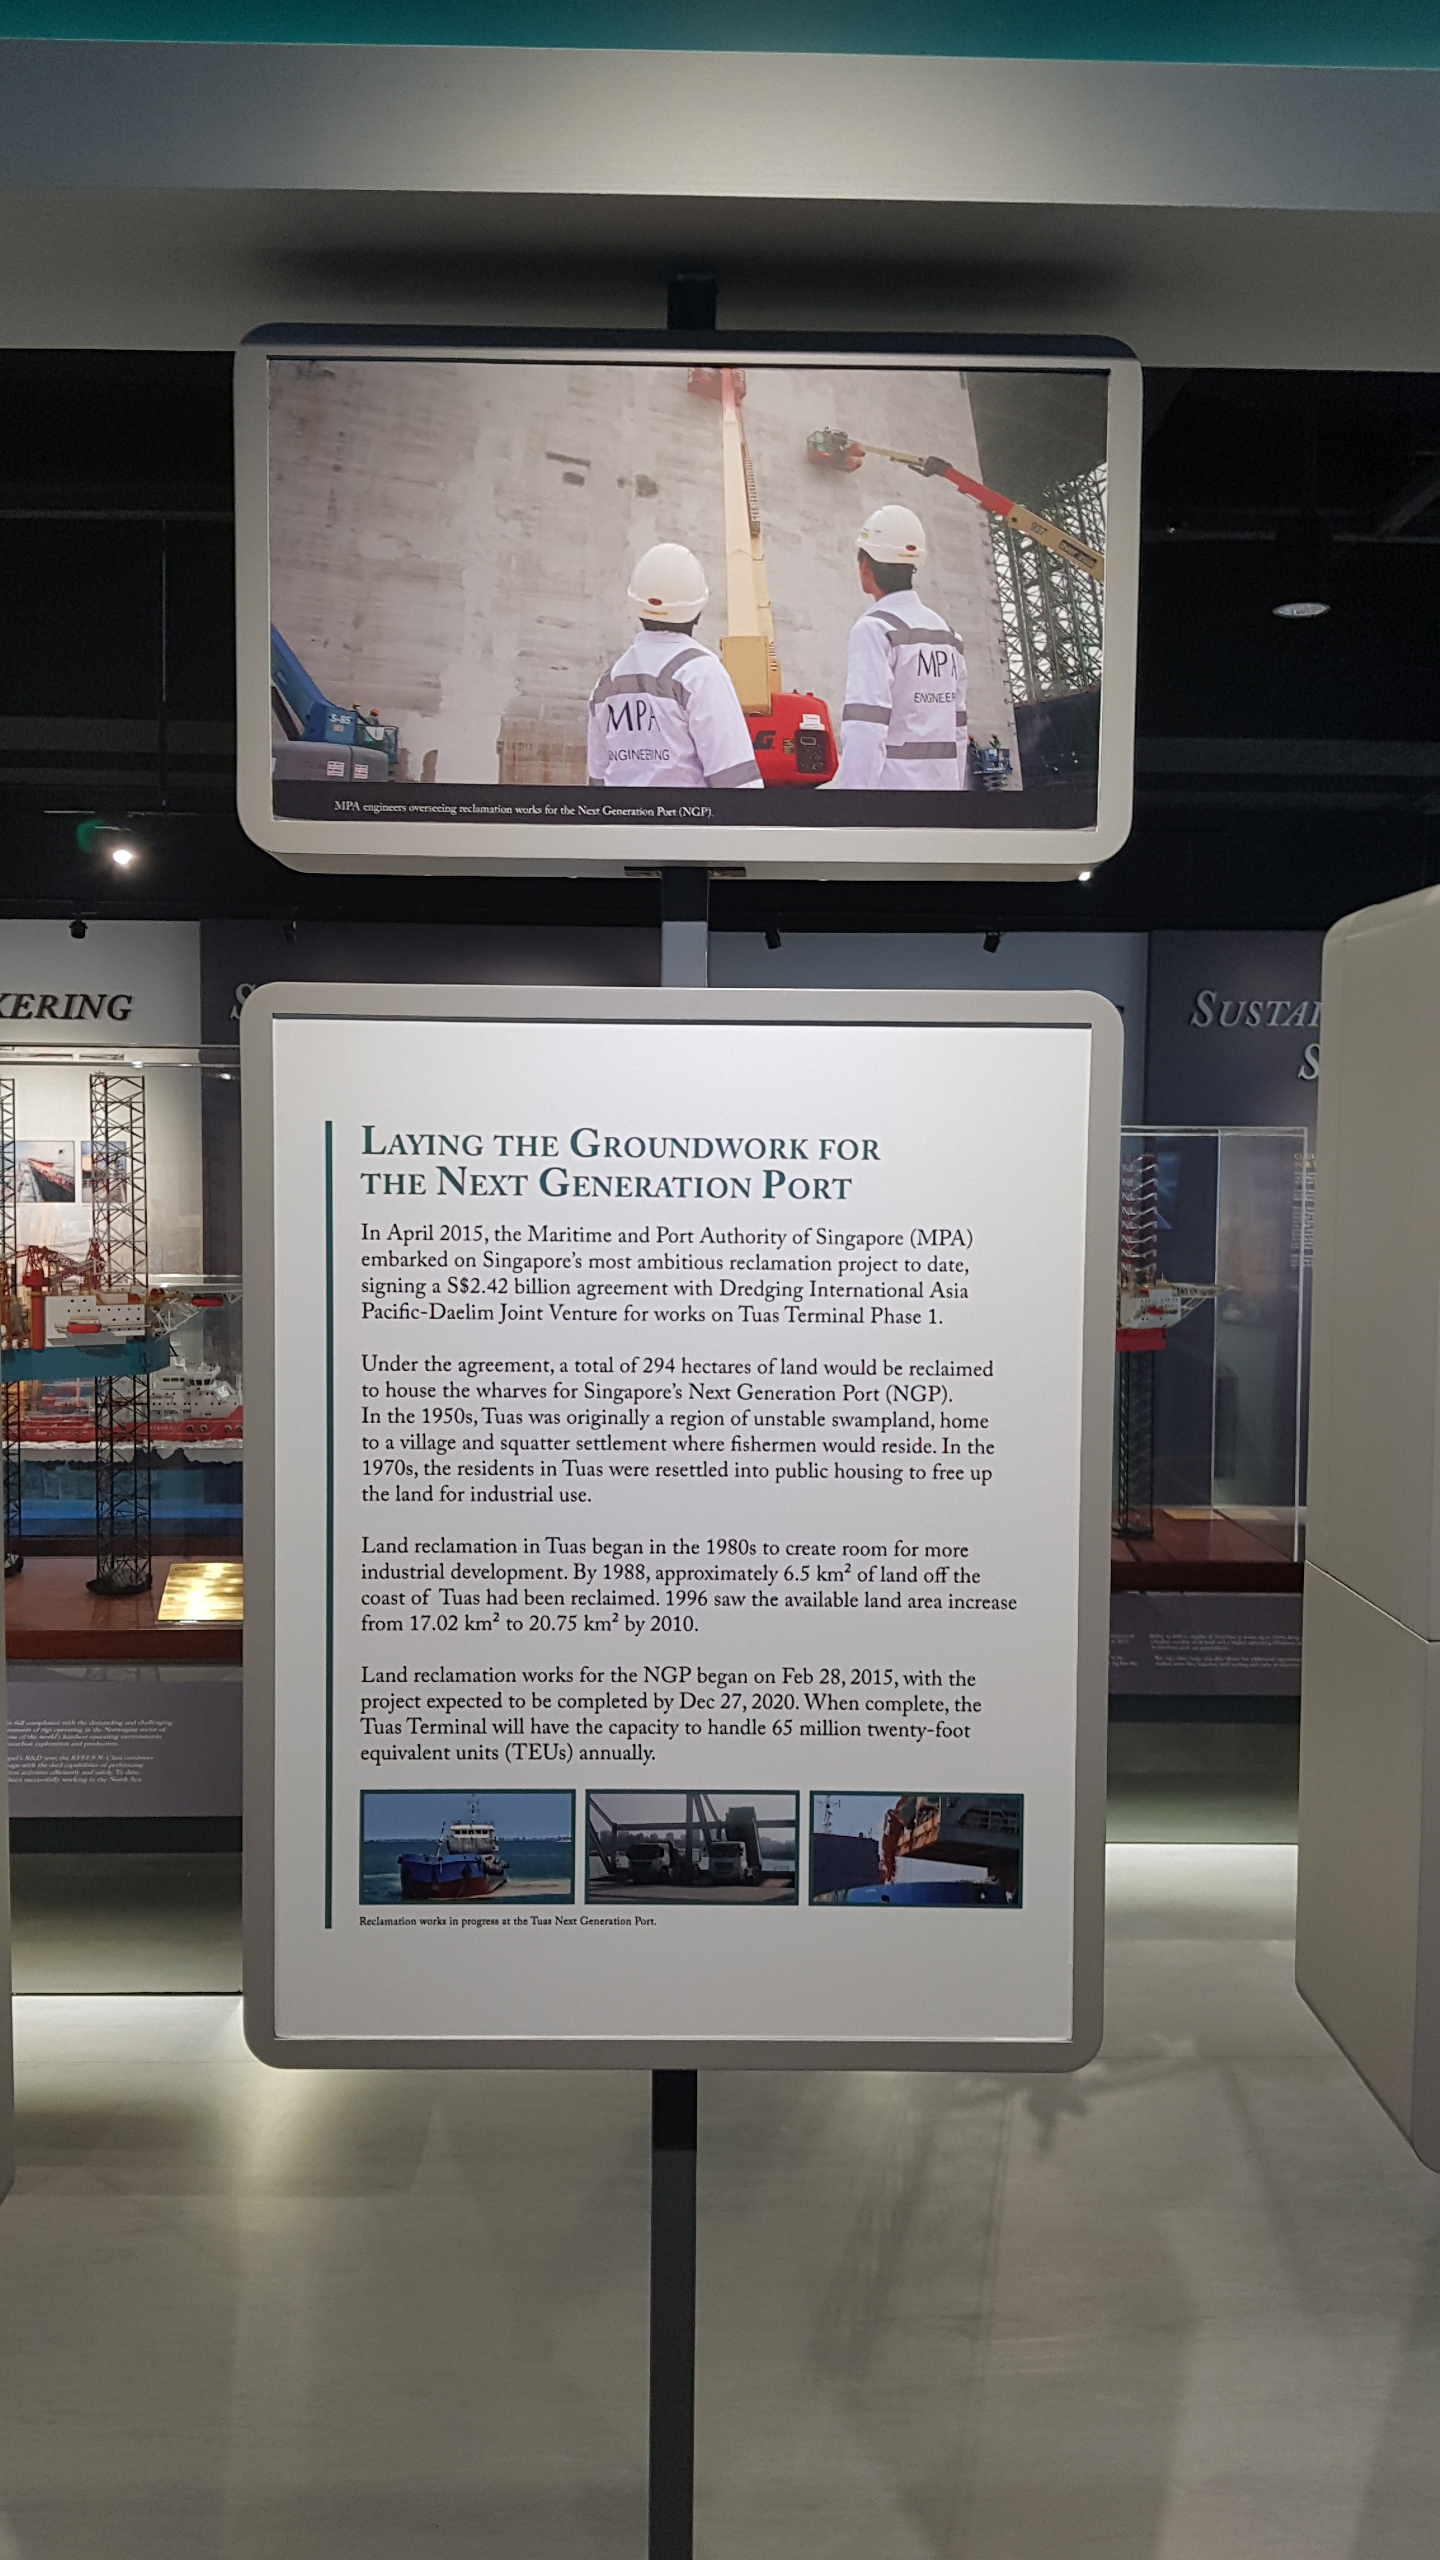 S-85
MPA
ENGINEERING
MPA
ENGINEER
MPA engineers overseeing reclamation works for the Next Generation Port (NGP).
KERING
SUSTAI
S
LAYING THE GROUNDWORK FOR
THE NEXT GENERATION PORT
In April 2015, the Maritime and Port Authority of Singapore (MPA)
embarked on Singapore's most ambitious reclamation project to date,
signing a S$2.42 billion agreement with Dredging International Asia
Pacific-Daelim Joint Venture for works on Tuas Terminal Phase 1.
Under the agreement, a total of 294 hectares of land would be reclaimed
to house the wharves for Singapore's Next Generation Port (NGP).
In the 1950s, Tuas was originally a region of unstable swampland, home
to a village and squatter settlement where fishermen would reside. In the
1970s, the residents in Tuas were resettled into public housing to free up
the land for industrial use.
Land reclamation in Tuas began in the 1980s to create room for more
industrial development. By 1988, approximately 6.5 km² of land off the
coast of Tuas had been reclaimed. 1996 saw the available land area increase
from 17.02 km² to 20.75 km² by 2010.
Land reclamation works for the NGP began on Feb 28, 2015, with the
project expected to be completed by Dec 27, 2020. When complete, the
Tuas Terminal will have the capacity to handle 65 million twenty-foot
equivalent units (TEUs) annually.
Reclamation works in progress at the Tuas Next Generation Port.